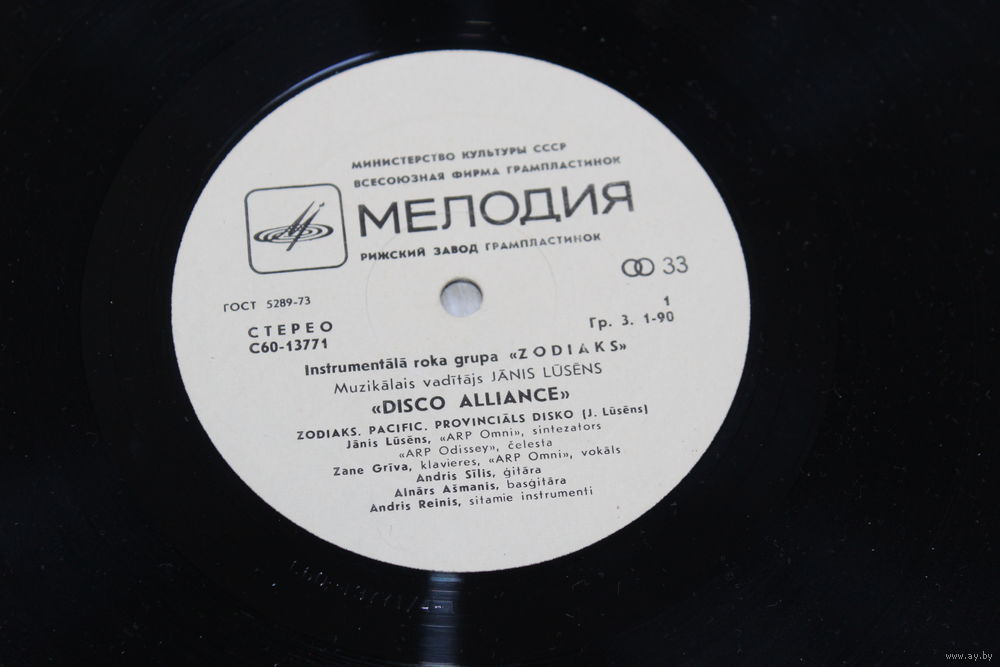 МИНИСТЕРСТВО КУЛЬТУРЫ СССР
ВСЕСОЮЗНАЯ ФИРМА ГРАМПЛАСТИНОК
МЕЛОДИЯ
РИЖСКИЙ ЗАВОД ГРАМПЛАСТИНОК
33
ГОСТ 5289-73
1
СТЕРЕО
Гр. 3. 1-90
С60-13771
Instrumentālā roka grupa «ZODIAKS»
Muzikālais vadītājs JĀNIS LŪSĒNS
«DISCO ALLIANCE»
ZODIAKS. PACIFIC. PROVINCIĀLS DISKO (J. Lūsēns)
Jānis Lūsēns, «ARP Omni», sintezators
«ARP Odissey», čelesta
Zane Grīva, klavieres, «ARP Omni», vokāls
Andris Sīlis, ģitāra
Ainārs Ašmanis, basģitāra
Andris Reinis, sitamie instrumenti
www.ay.by